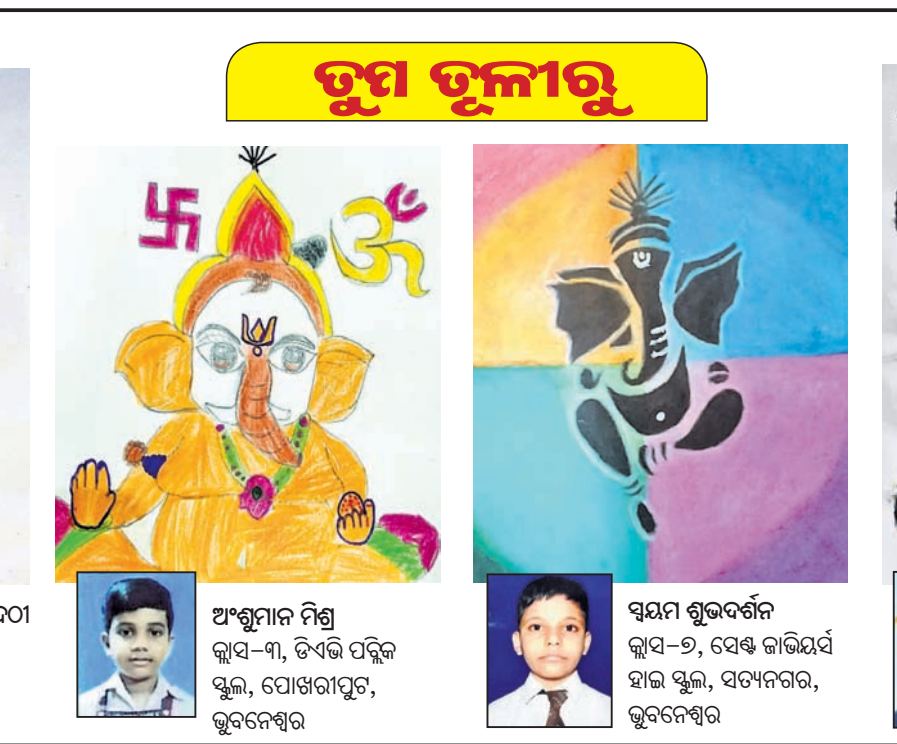 ତୁମ ତୂଳୀରୁ
ଅଂଶୁମାନ ମିଶ୍ର
କ୍ଲାସ–୩, ଡିଏଭି ପବ୍ଲିକ
ସ୍କୁଲ, ପୋଖରୀପୁଟ,
ଭୁବନେଶ୍ୱର
ସ୍ୱୟମ ଶୁଭଦର୍ଶନ
କ୍ଲାସ–୭, ସେଣ୍ଟ ଜାଭିୟର୍ସ
ହାଇ ସ୍କୁଲ, ସତ୍ୟନଗର,
ଭୁବନେଶ୍ୱର